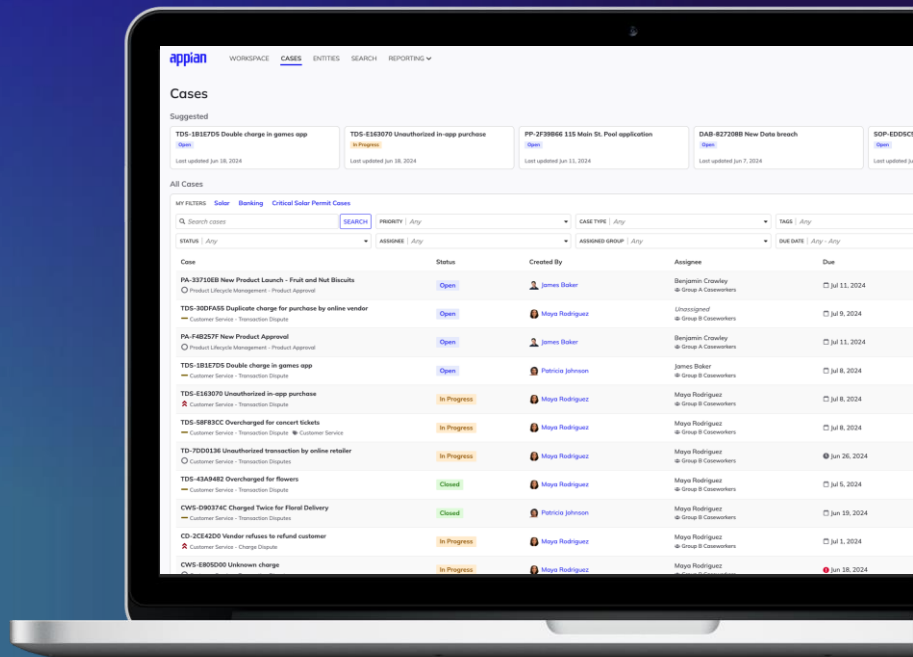 appian WORKSPACE CASES ENTITIES SEARCH REPORTING
Cases
Suggested
TDS-1B1E7D5 Double charge in games app
Open
Last updated Jun 18, 2024
TDS-E163070 Unauthorized in-app purchase
In Progress
Last updated Jun 18, 2024
PP-2F39B66 115 Main St. Pool application
Open
Last updated Jun 11, 2024
DAB-827208B New Data breach
Open
Last updated Jun 7, 2024
SOP-EDD5C
Open
Last updated
All Cases
MY FILTERS Solar Banking Critical Solar Permit Cases
Search cases SEARCH PRIORITY Any CASE TYPE Any TAGS Any
STATUS Any ASSIGNEE Any ASSIGNED GROUP Any DUE DATE Any - Any
Case Status Created By Assignee Due
PA-33710EB New Product Launch - Fruit and Nut Biscuits
Product Lifecycle Management - Product Approval
Open James Baker
Benjamin Crawley
Group A Caseworkers
Jul 11, 2024
TDS-30DFA55 Duplicate charge for purchase by online vendor
Customer Service - Transaction Dispute
Open Maya Rodriguez
Unassigned
Group B Caseworkers
Jul 9, 2024
PA-F4B257F New Product Approval
Product Lifecycle Management - Product Approval
Open James Baker
Benjamin Crawley
Group A Caseworkers
Jul 11, 2024
TDS-1B1E7D5 Double charge in games app
Customer Service - Transaction Dispute
Open Patricia Johnson
James Baker
Group B Caseworkers
Jul 8, 2024
TDS-E163070 Unauthorized in-app purchase
Customer Service - Transaction Dispute
In Progress Maya Rodriguez
Maya Rodriguez
Group B Caseworkers
Jul 8, 2024
TDS-58F83CC Overcharged for concert tickets
Customer Service - Transaction Dispute Customer Service
In Progress Maya Rodriguez
Maya Rodriguez
Group B Caseworkers
Jul 8, 2024
TD-7DD0136 Unauthorized transaction by online retailer
Customer Service - Transaction Disputes
In Progress Maya Rodriguez
Maya Rodriguez
Group B Caseworkers
Jun 26, 2024
TDS-43A9482 Overcharged for flowers
Customer Service - Transaction Dispute
Closed Maya Rodriguez
Maya Rodriguez
Group B Caseworkers
Jul 5, 2024
CWS-D90374C Charged Twice for Floral Delivery
Customer Service - Transaction Disputes
Closed Patricia Johnson
Maya Rodriguez
Group B Caseworkers
Jun 19, 2024
CD-2CE42D0 Vendor refuses to refund customer
Customer Service - Charge Dispute
In Progress Maya Rodriguez
Maya Rodriguez
Group B Caseworkers
Jul 1, 2024
CWS-E805D00 Unknown charge
In Progress Maya Rodriguez
Maya Rodriguez
Jun 18, 2024